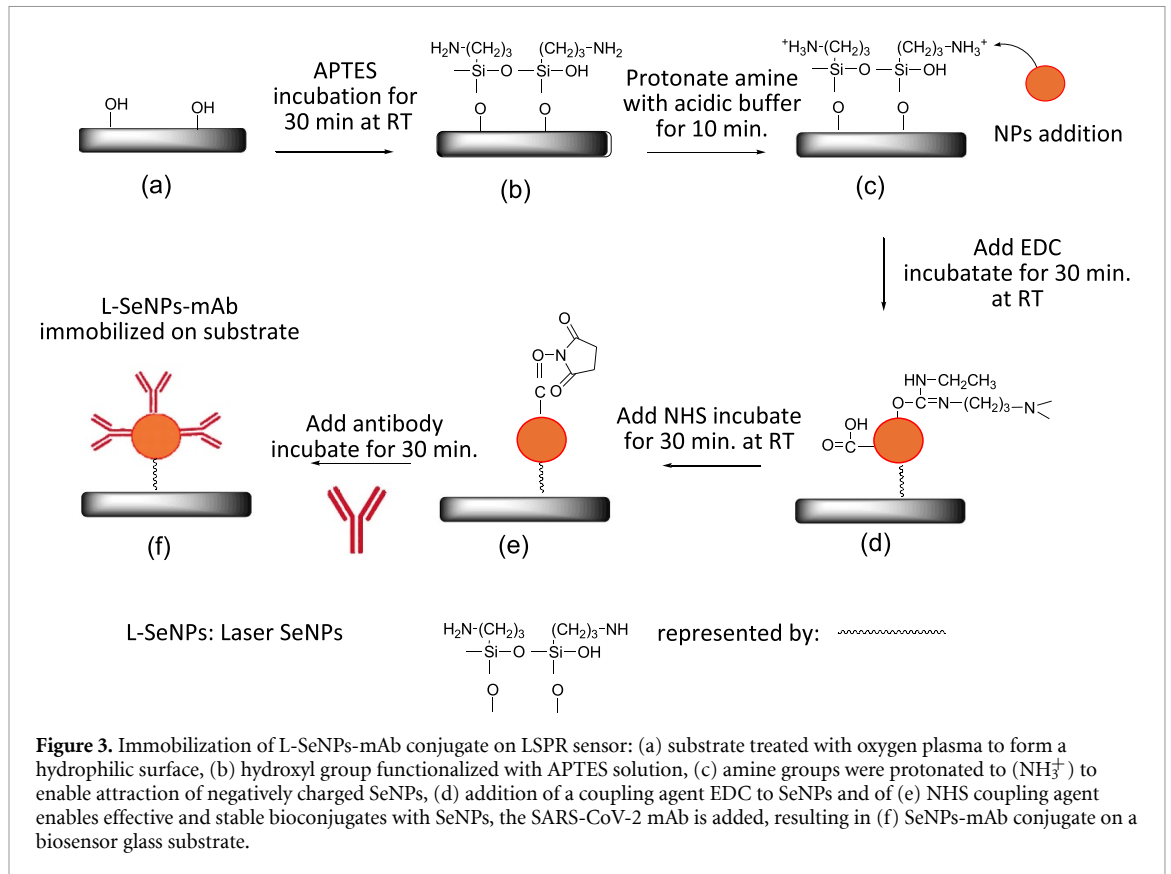 OH
OH
(a)
APTES
incubation for
30 min at RT
H₂N-(CH₂)₃ (CH₂)₃-NH₂
Si-O-Si-OH
O O
(b)
Protonate amine
with acidic buffer
for 10 min.
⁺H₃N-(CH₂)₃ (CH₂)₃-NH₃⁺
Si-O-Si-OH
O O
(c)
NPs addition
Add EDC
incubatate for 30 min.
at RT
HN-CH₂CH₃
O-C=N-(CH₂)₃-N
OH
O=C
(d)
Add NHS incubate
for 30 min. at RT
O
O-N
C O
(e)
Add antibody
incubate for 30 min.
L-SeNPs-mAb
immobilized on substrate
(f)
L-SeNPs: Laser SeNPs
H₂N-(CH₂)₃ (CH₂)₃-NH
Si-O-Si-OH
O O
represented by:
Figure 3. Immobilization of L-SeNPs-mAb conjugate on LSPR sensor: (a) substrate treated with oxygen plasma to form a
hydrophilic surface, (b) hydroxyl group functionalized with APTES solution, (c) amine groups were protonated to (NH₃⁺) to
enable attraction of negatively charged SeNPs, (d) addition of a coupling agent EDC to SeNPs and of (e) NHS coupling agent
enables effective and stable bioconjugates with SeNPs, the SARS-CoV-2 mAb is added, resulting in (f) SeNPs-mAb conjugate on a
biosensor glass substrate.